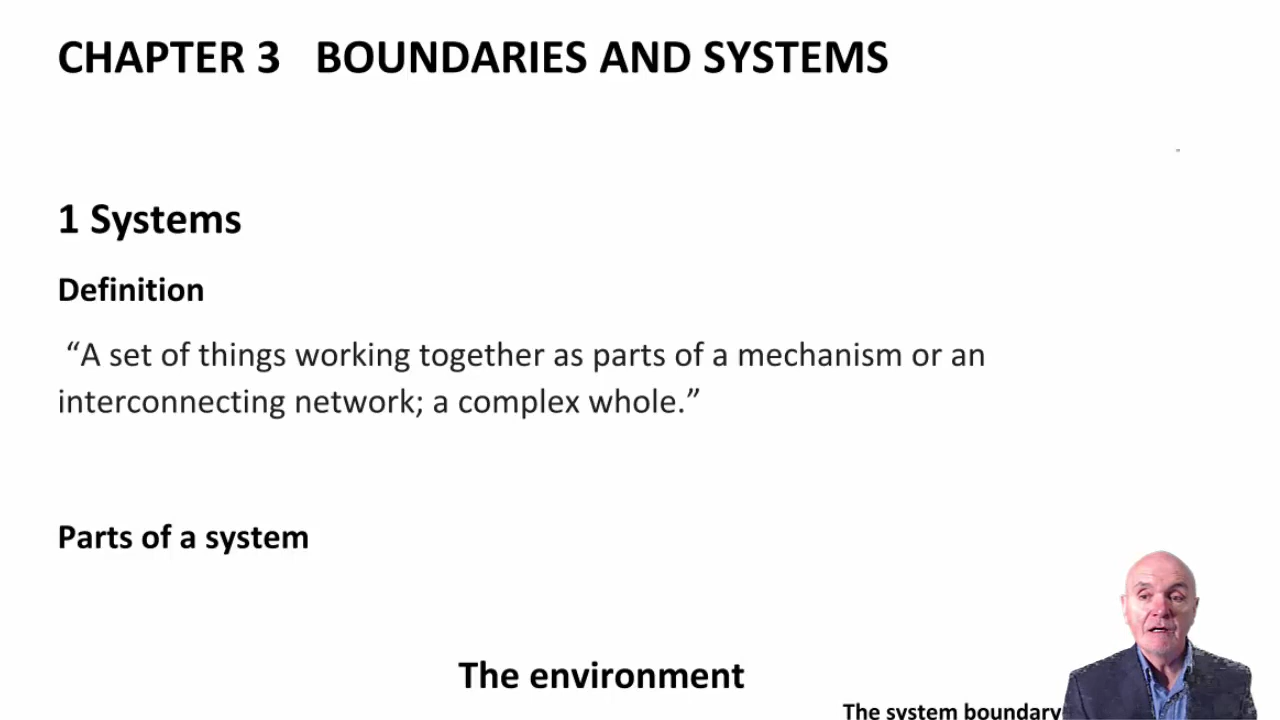 CHAPTER 3 BOUNDARIES AND SYSTEMS
1 Systems
Definition
“A set of things working together as parts of a mechanism or an
interconnecting network; a complex whole.”
Parts of a system
The environment
The system boundary